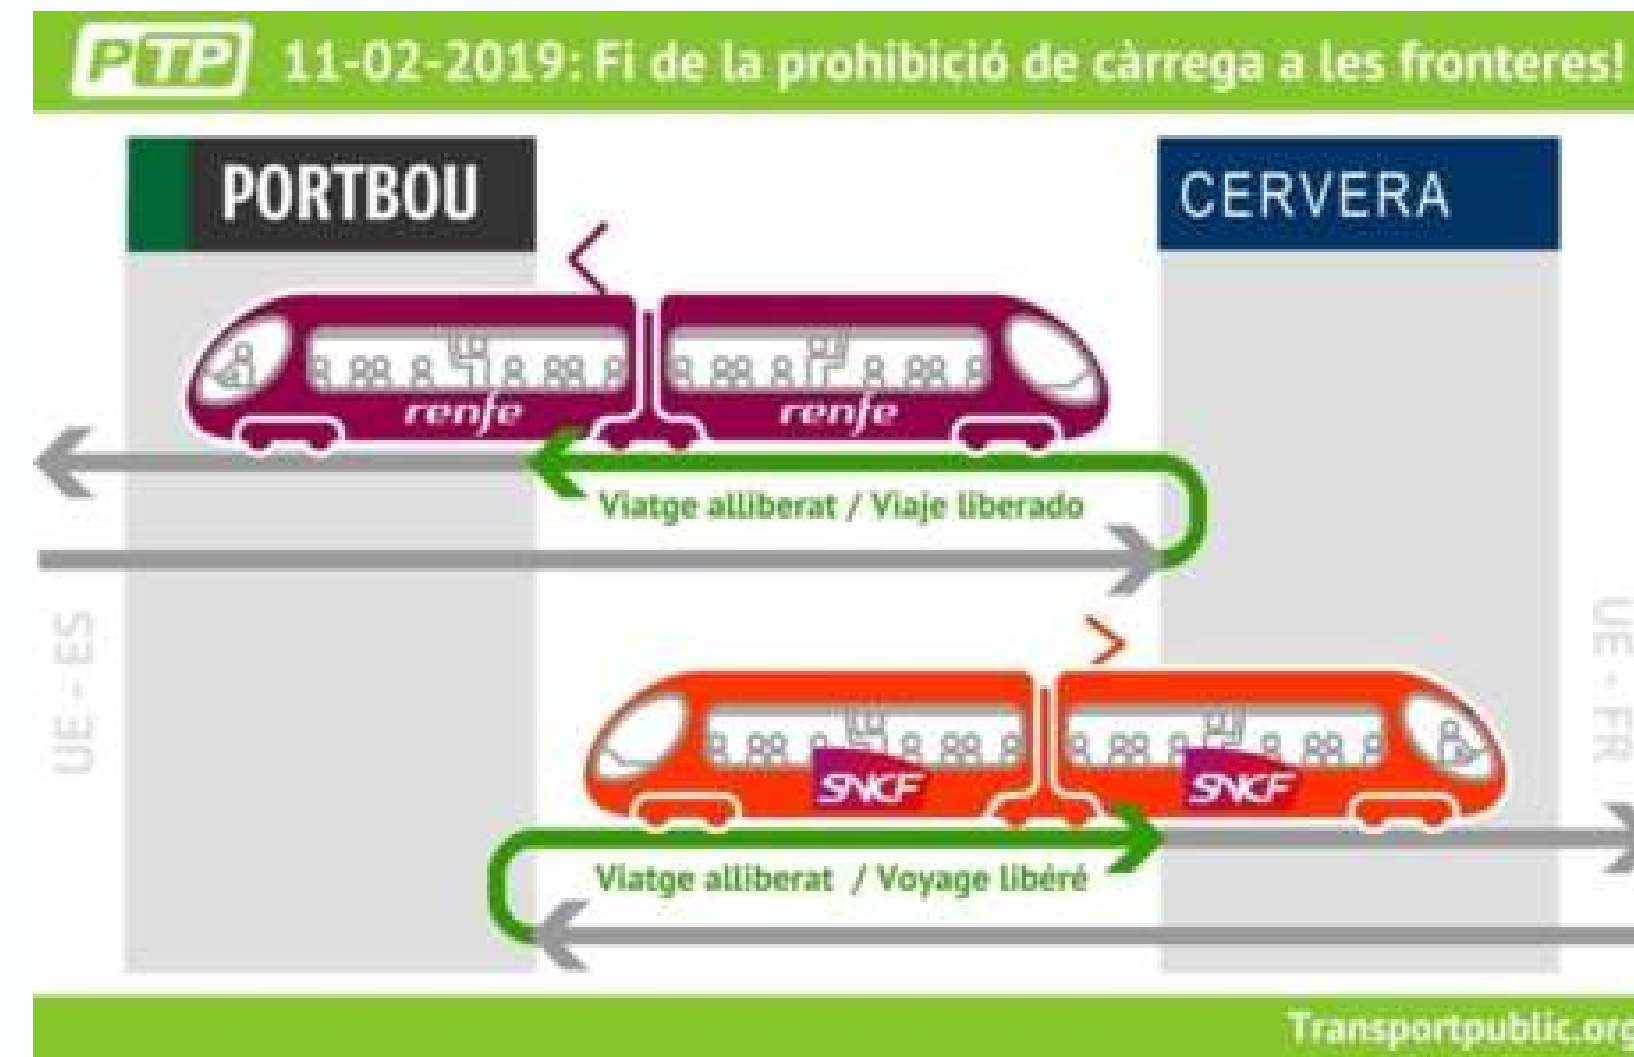 PTP 11-02-2019: Fi de la prohibició de càrrega a les fronteres!
PORTBOU
CERVERA
renfe renfe
Viatge alliberat / Viaje liberado
UE - ES
UE - FR
SNCF SNCF
Viatge alliberat / Voyage libéré
Transportpublic.org